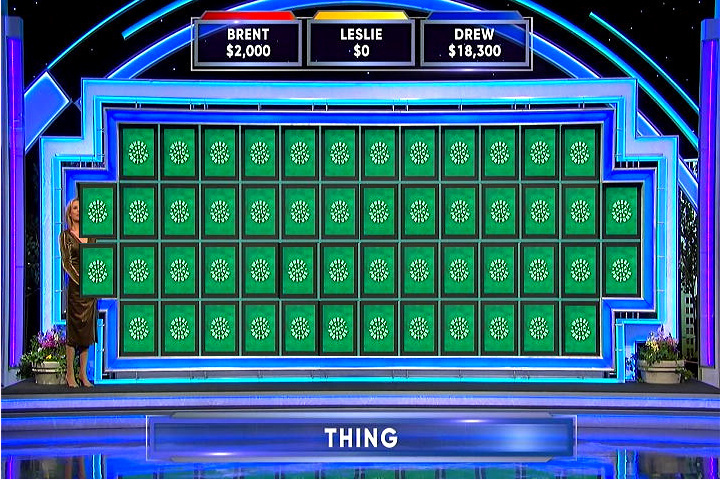 BRENT
$2,000
LESLIE
$0
DREW
$18,300
THING